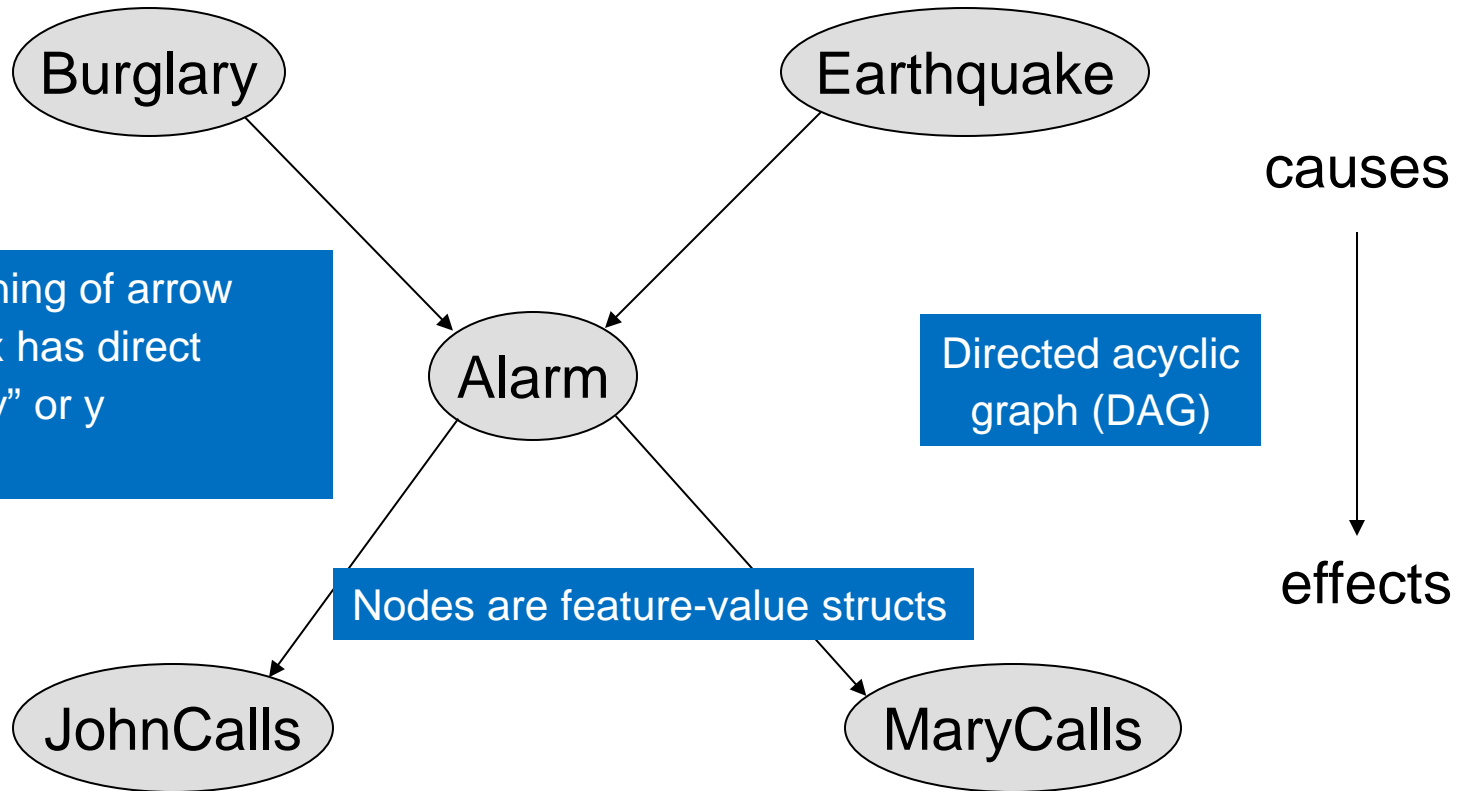 Burglary
Earthquake
causes
ning of arrow
x has direct
y” or y
Alarm
Directed acyclic
graph (DAG)
Nodes are feature-value structs
effects
JohnCalls
MaryCalls